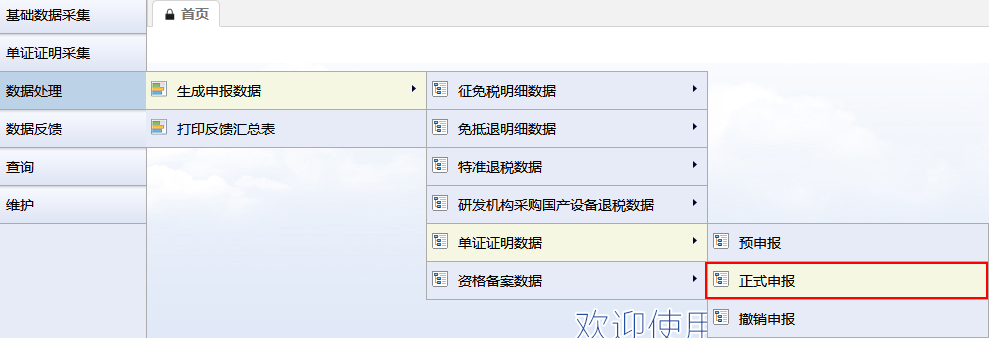 基础数据采集
首页
单证证明采集
数据处理
生成申报数据
征免税明细数据
数据反馈
打印反馈汇总表
免抵退明细数据
查询
特准退税数据
维护
研发机构采购国产设备退税数据
单证证明数据
预申报
资格备案数据
正式申报
欢迎使用
撤销申报